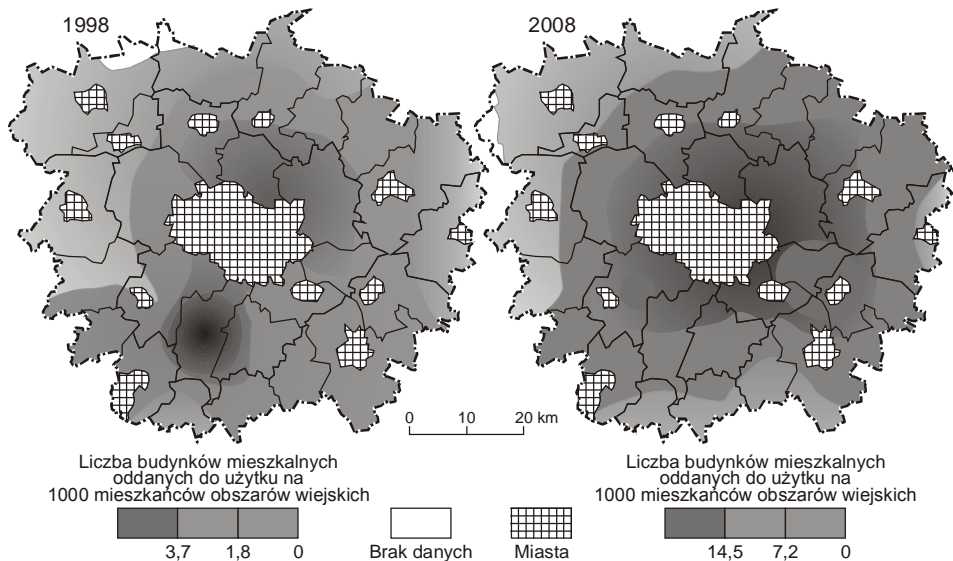 1998
2008
0 10 20 km
Liczba budynków mieszkalnych
oddanych do użytku na
1000 mieszkańców obszarów wiejskich
3,7 1,8 0
Brak danych
Miasta
Liczba budynków mieszkalnych
oddanych do użytku na
1000 mieszkańców obszarów wiejskich
14,5 7,2 0